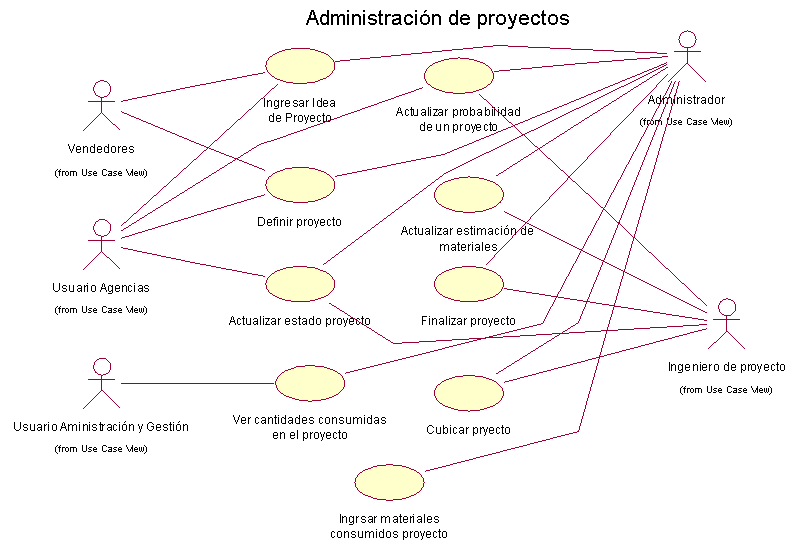 Administración de proyectos
Ingresar Idea
de Proyecto
Actualizar probabilidad
de un proyecto
Administrador
(from Use Case View)
Vendedores
(from Use Case View)
Definir proyecto
Actualizar estimación de
materiales
Usuario Agencias
(from Use Case View)
Actualizar estado proyecto
Finalizar proyecto
Ingeniero de proyecto
(from Use Case View)
Usuario Aministración y Gestión
(from Use Case View)
Ver cantidades consumidas
en el proyecto
Cubicar pryecto
Ingrsar materiales
consumidos proyecto